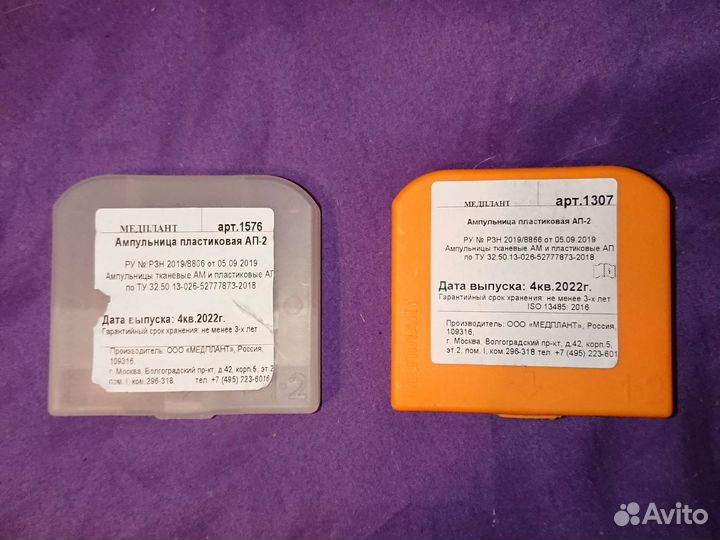 МЕДПЛАНТ арт.1576
Ампульница пластиковая АП-2
РУ № РЗН 2019/8866 от 05.09.2019
Ампульницы тканевые АМ и пластиковые АП
по ТУ 32.50.13-026-52777873-2018
Дата выпуска: 4кв.2022г.
Гарантийный срок хранения: не менее 3-х лет
Производитель: ООО «МЕДПЛАНТ», Россия,
109316,
г. Москва, Волгоградский пр-кт, д.42, корп.5, эт.2
пом. I, ком.296-318 тел. +7 (495) 223-6016
-2
МЕДПЛАНТ арт.1307
Ампульница пластиковая АП-2
РУ № РЗН 2019/8866 от 05.09.2019
Ампульницы тканевые АМ и пластиковые АП
по ТУ 32.50.13-026-52777873-2018
Дата выпуска: 4кв.2022г.
Гарантийный срок хранения: не менее 3-х лет
ISO 13485: 2016
Производитель: ООО «МЕДПЛАНТ», Россия,
109316,
г. Москва, Волгоградский пр-кт, д.42, корп.5,
эт.2, пом. I, ком.296-318 тел. +7 (495) 223-601
Avito